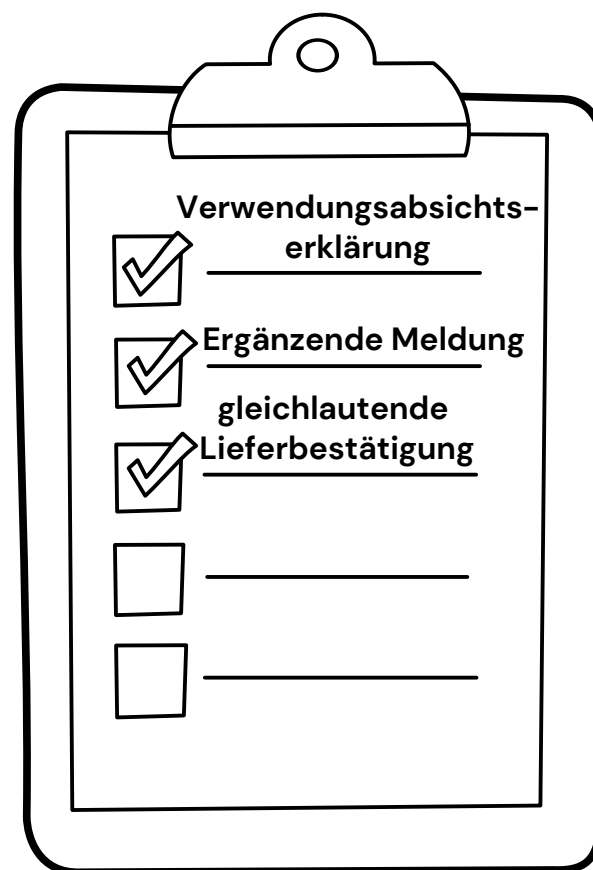 Verwendungsabsichts-
erklärung
Ergänzende Meldung
gleichlautende
Lieferbestätigung